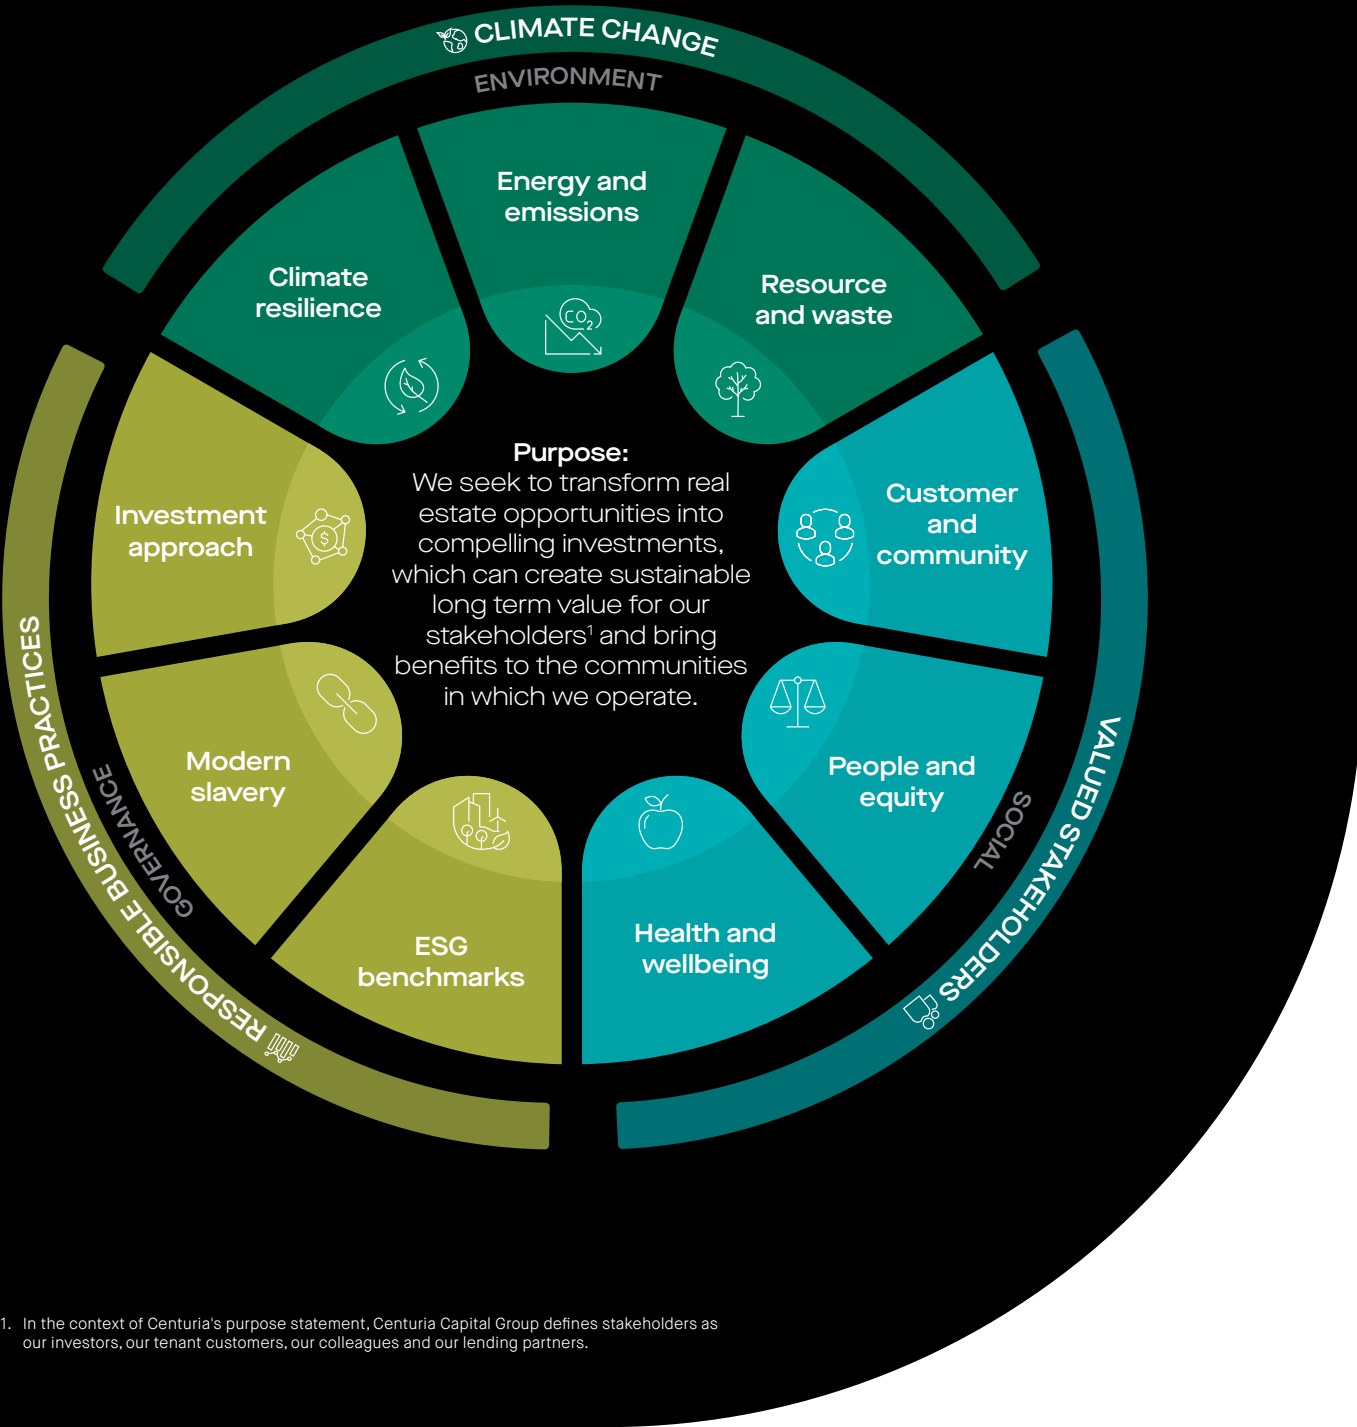 CLIMATE CHANGE
ENVIRONMENT
Energy and
emissions
Climate
resilience
Resource
and waste
CO2
Purpose:
We seek to transform real
estate opportunities into
compelling investments,
which can create sustainable
long term value for our
stakeholders¹ and bring
benefits to the communities
in which we operate.
Investment
approach
$
Customer
and
community
Modern
slavery
People and
equity
ESG
benchmarks
Health and
wellbeing
RESPONSIBLE BUSINESS PRACTICES
GOVERNANCE
SOCIAL
VALUED STAKEHOLDERS
1. In the context of Centuria's purpose statement, Centuria Capital Group defines stakeholders as
our investors, our tenant customers, our colleagues and our lending partners.